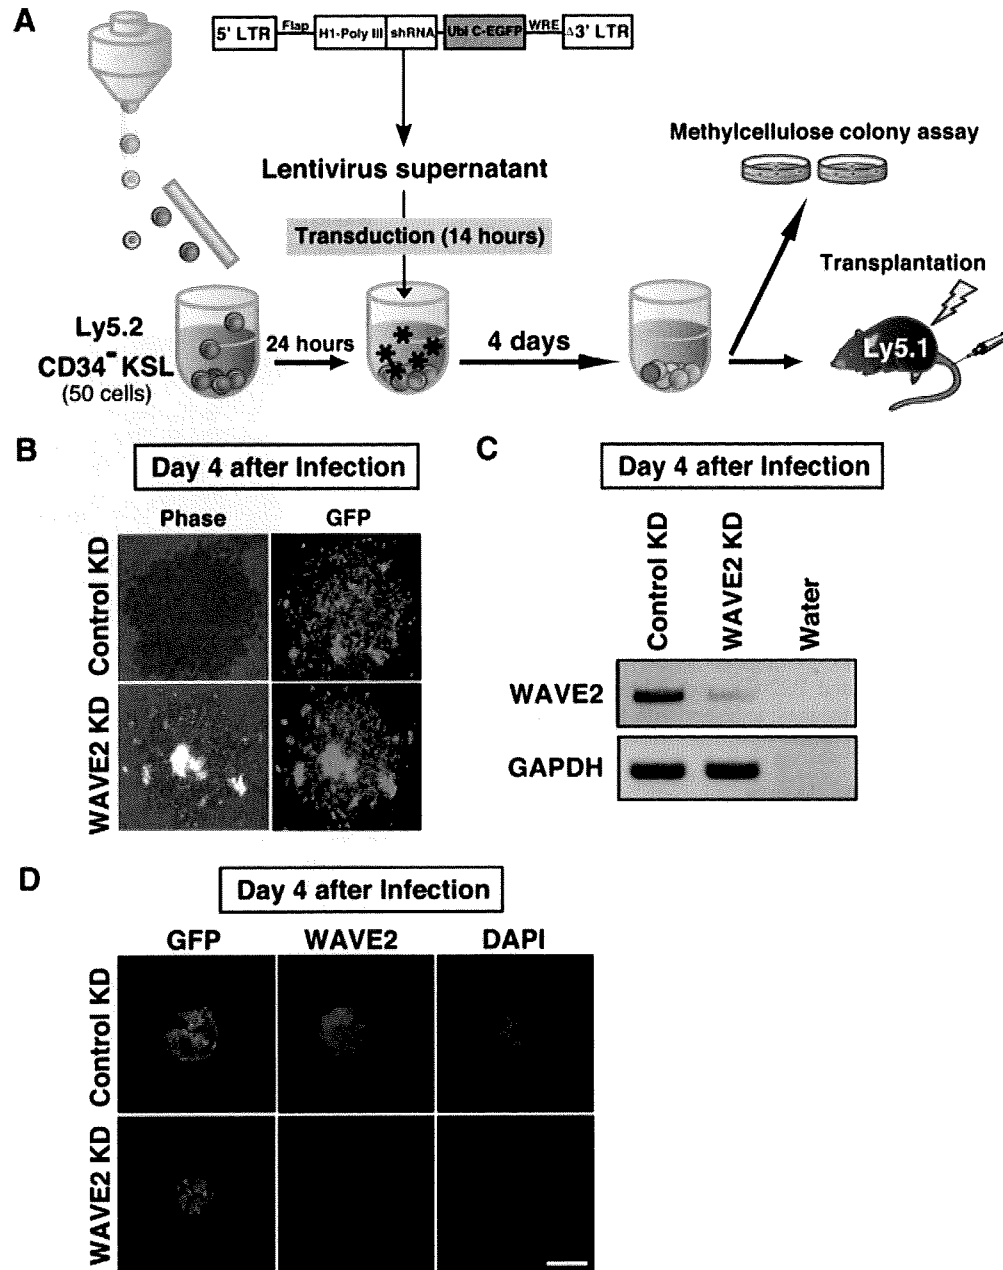 A
5' LTR Flap H1-Poly III shRNA Ubi C-EGFP WRE Δ3' LTR
Lentivirus supernatant
Transduction (14 hours)
Methylcellulose colony assay
Transplantation
Ly5.2
CD34⁻ KSL
(50 cells)
24 hours
4 days
Ly5.1
B
Day 4 after Infection
Phase GFP
Control KD
WAVE2 KD
C
Day 4 after Infection
Control KD
WAVE2 KD
Water
WAVE2
GAPDH
D
Day 4 after Infection
GFP WAVE2 DAPI
Control KD
WAVE2 KD